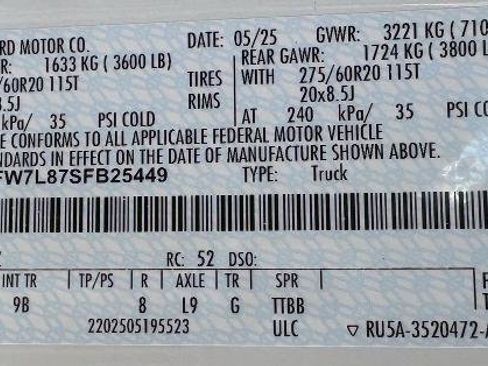 RD MOTOR CO. DATE: 05/25 GVWR: 3221 KG ( 710
R: 1633 KG ( 3600 LB) REAR GAWR: 1724 KG ( 3800 L
/60R20 115T TIRES WITH 275/60R20 115T
8.5J RIMS 20x8.5J
kPa/ 35 PSI COLD AT 240 kPa/ 35 PSI CO
E CONFORMS TO ALL APPLICABLE FEDERAL MOTOR VEHICLE
NDARDS IN EFFECT ON THE DATE OF MANUFACTURE SHOWN ABOVE.
FW7L87SFB25449 TYPE: Truck
RC: 52 DSO:
INT TR TP/PS R AXLE TR SPR
9B 8 L9 G TTBB
2202505195523 ULC ▽ RU5A-3520472-A